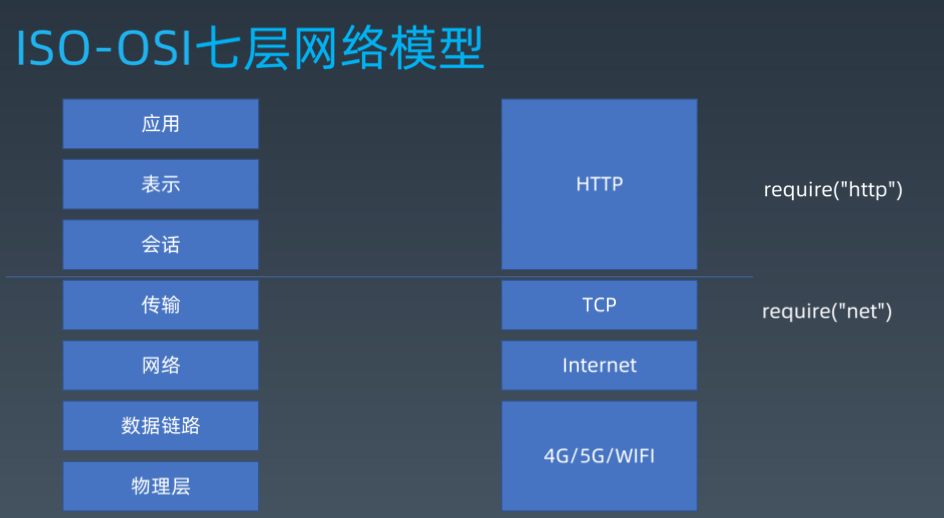 ISO-OSI七层网络模型
应用
表示
会话
传输
网络
数据链路
物理层
HTTP
TCP
Internet
4G/5G/WIFI
require("http")
require("net")